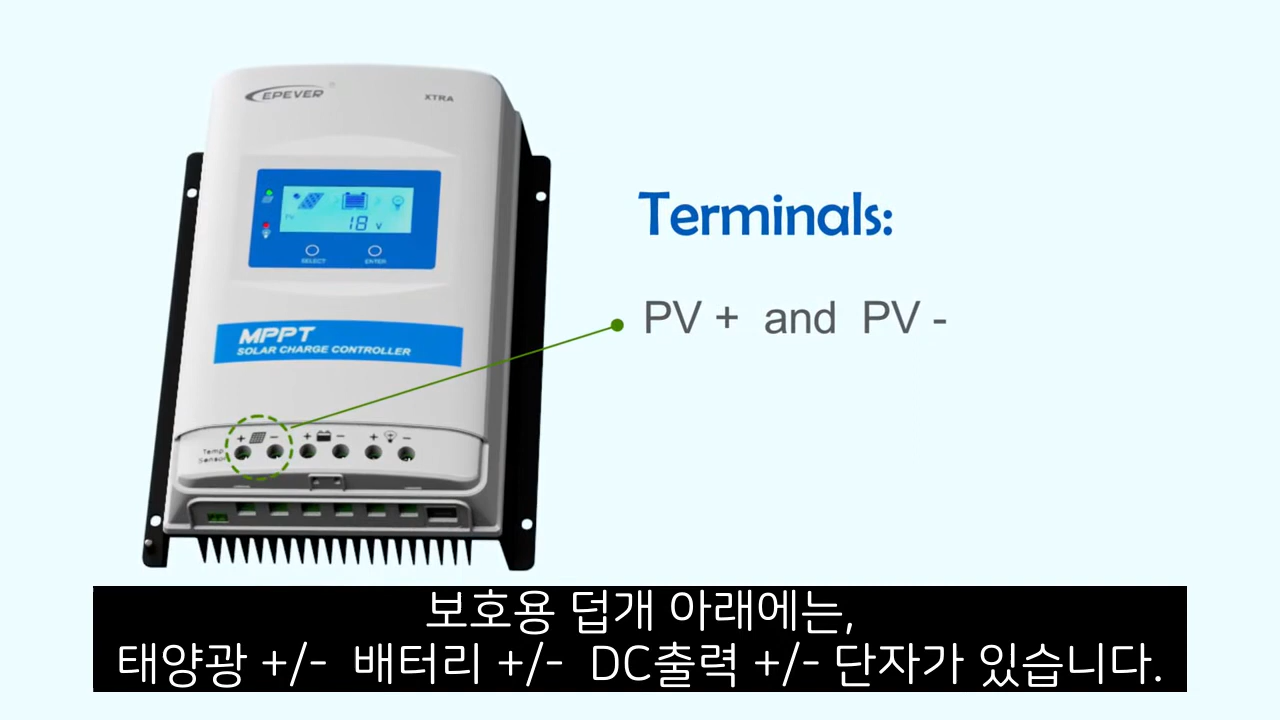 EPEVER
XTRA
PV
18 V
SELECT
ENTER
MPPT
SOLAR CHARGE CONTROLLER
+ - + - + -
Temp
Sensor
Terminals:
PV + and PV -
보호용 덥개 아래에는,
태양광 +/- 배터리 +/- DC출력 +/- 단자가 있습니다.